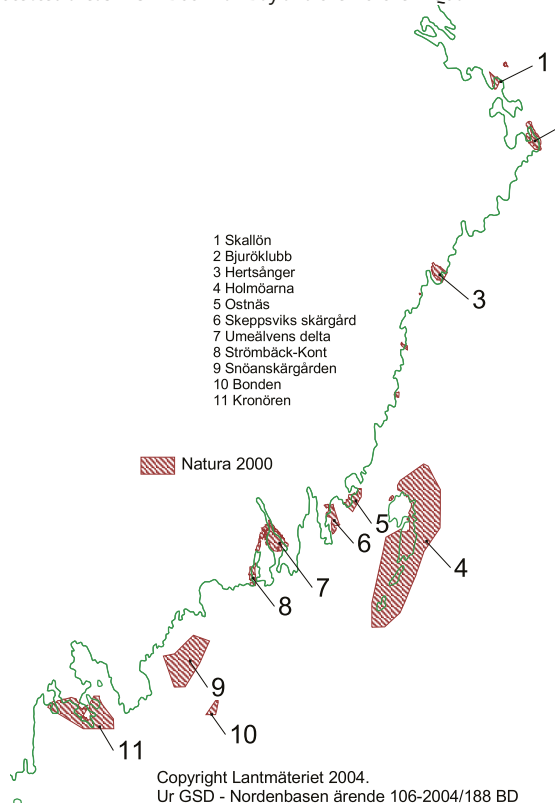 1
1 Skallön
2 Bjuröklubb
3 Hertsånger
4 Holmöarna
5 Ostnäs
6 Skeppsviks skärgård
7 Umeälvens delta
8 Strömbäck-Kont
9 Snöanskärgården
10 Bonden
11 Kronören
3
Natura 2000
5
6
4
7
8
9
10
11
Copyright Lantmäteriet 2004.
Ur GSD - Nordenbasen ärende 106-2004/188 BD